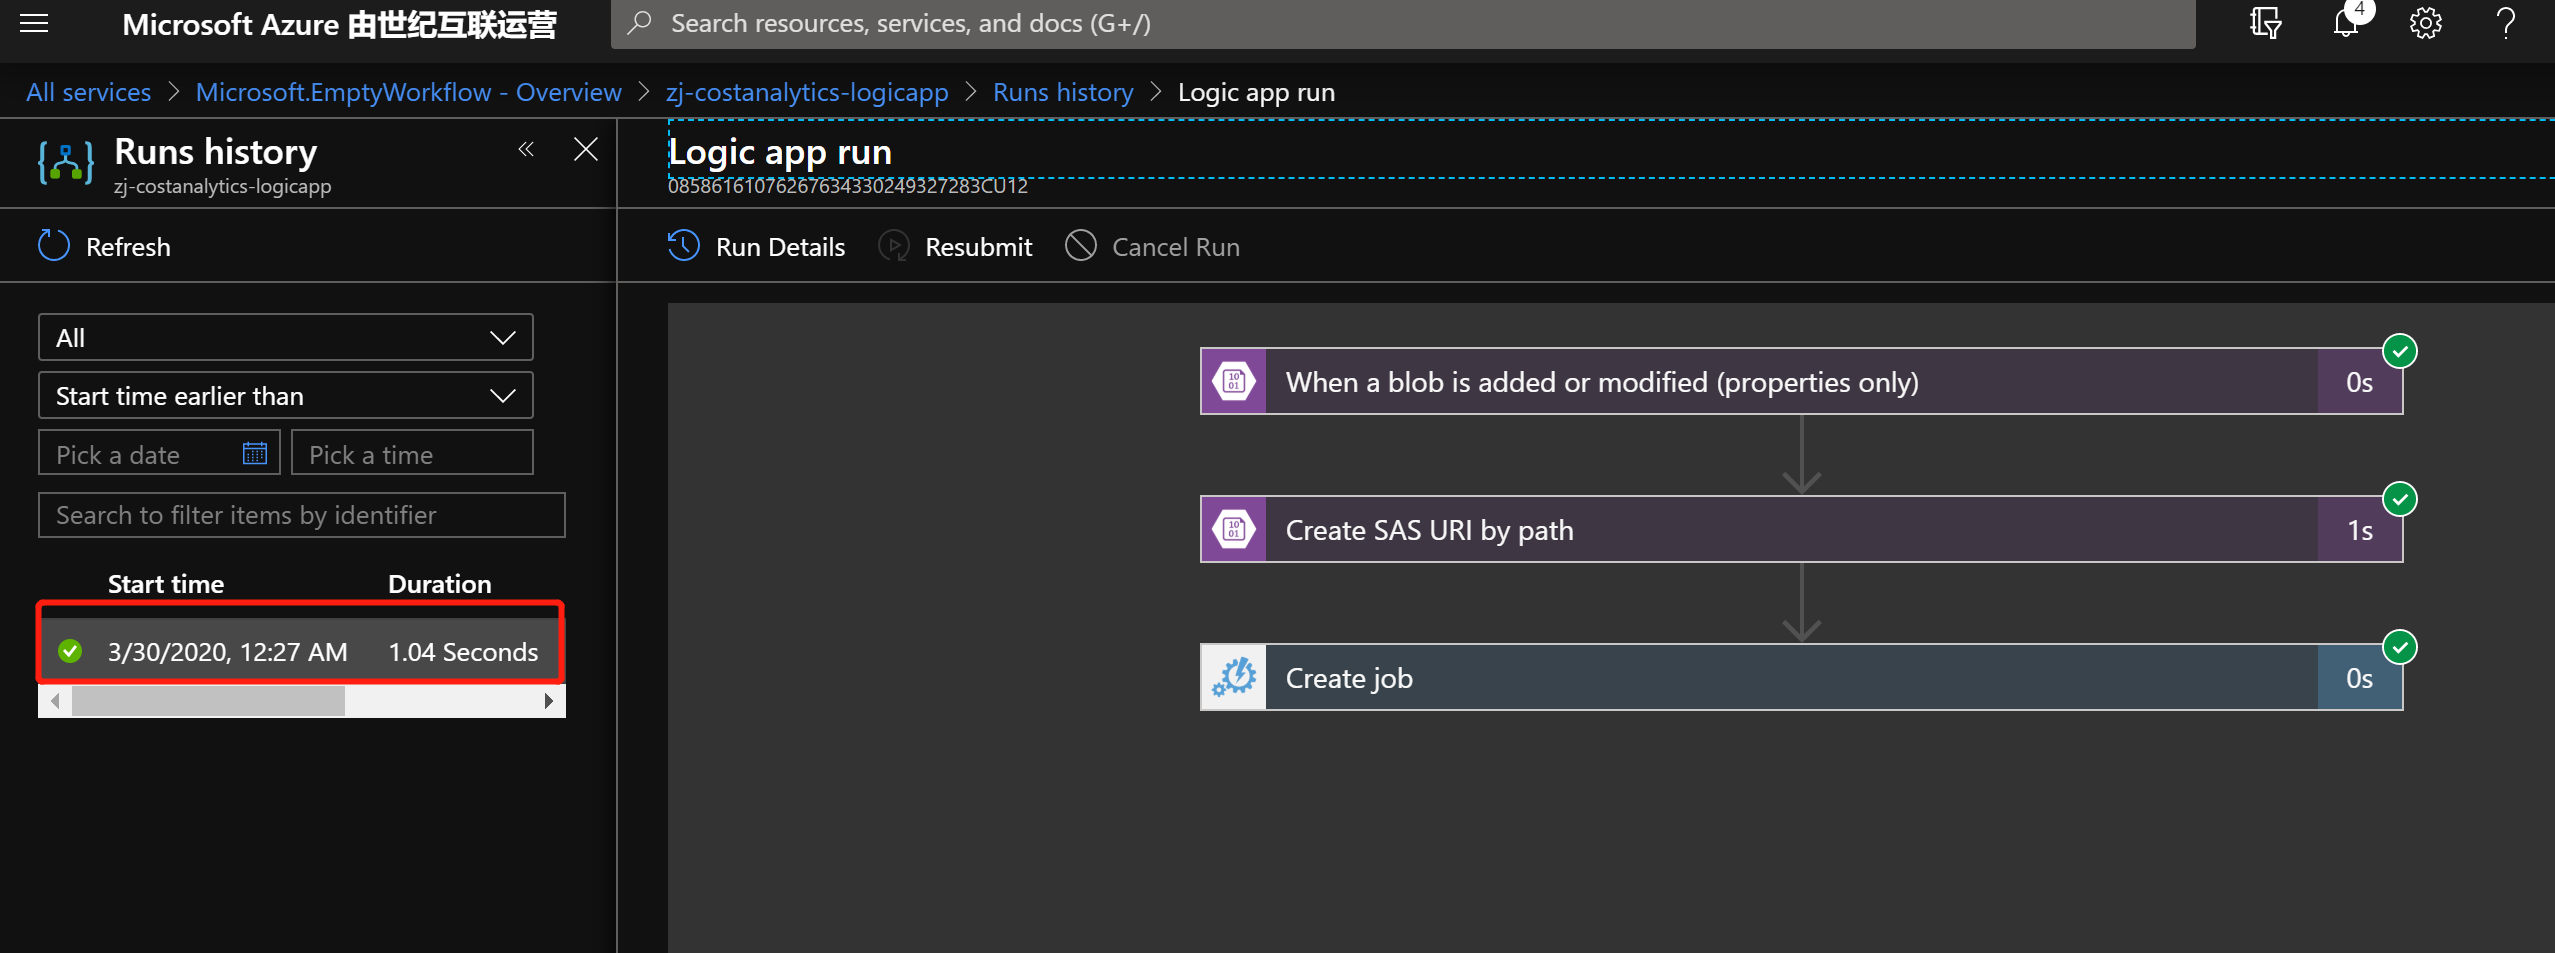 Microsoft Azure 由世纪互联运营
Search resources, services, and docs (G+/)
4
All services > Microsoft.EmptyWorkflow - Overview > zj-costanalytics-logicapp > Runs history > Logic app run
Runs history
zj-costanalytics-logicapp
Refresh
All
Start time earlier than
Pick a date
Pick a time
Search to filter items by identifier
Start time Duration
3/30/2020, 12:27 AM 1.04 Seconds
Logic app run
08586161076267634330249327283CU12
Run Details Resubmit Cancel Run
When a blob is added or modified (properties only) 0s
Create SAS URI by path 1s
Create job 0s